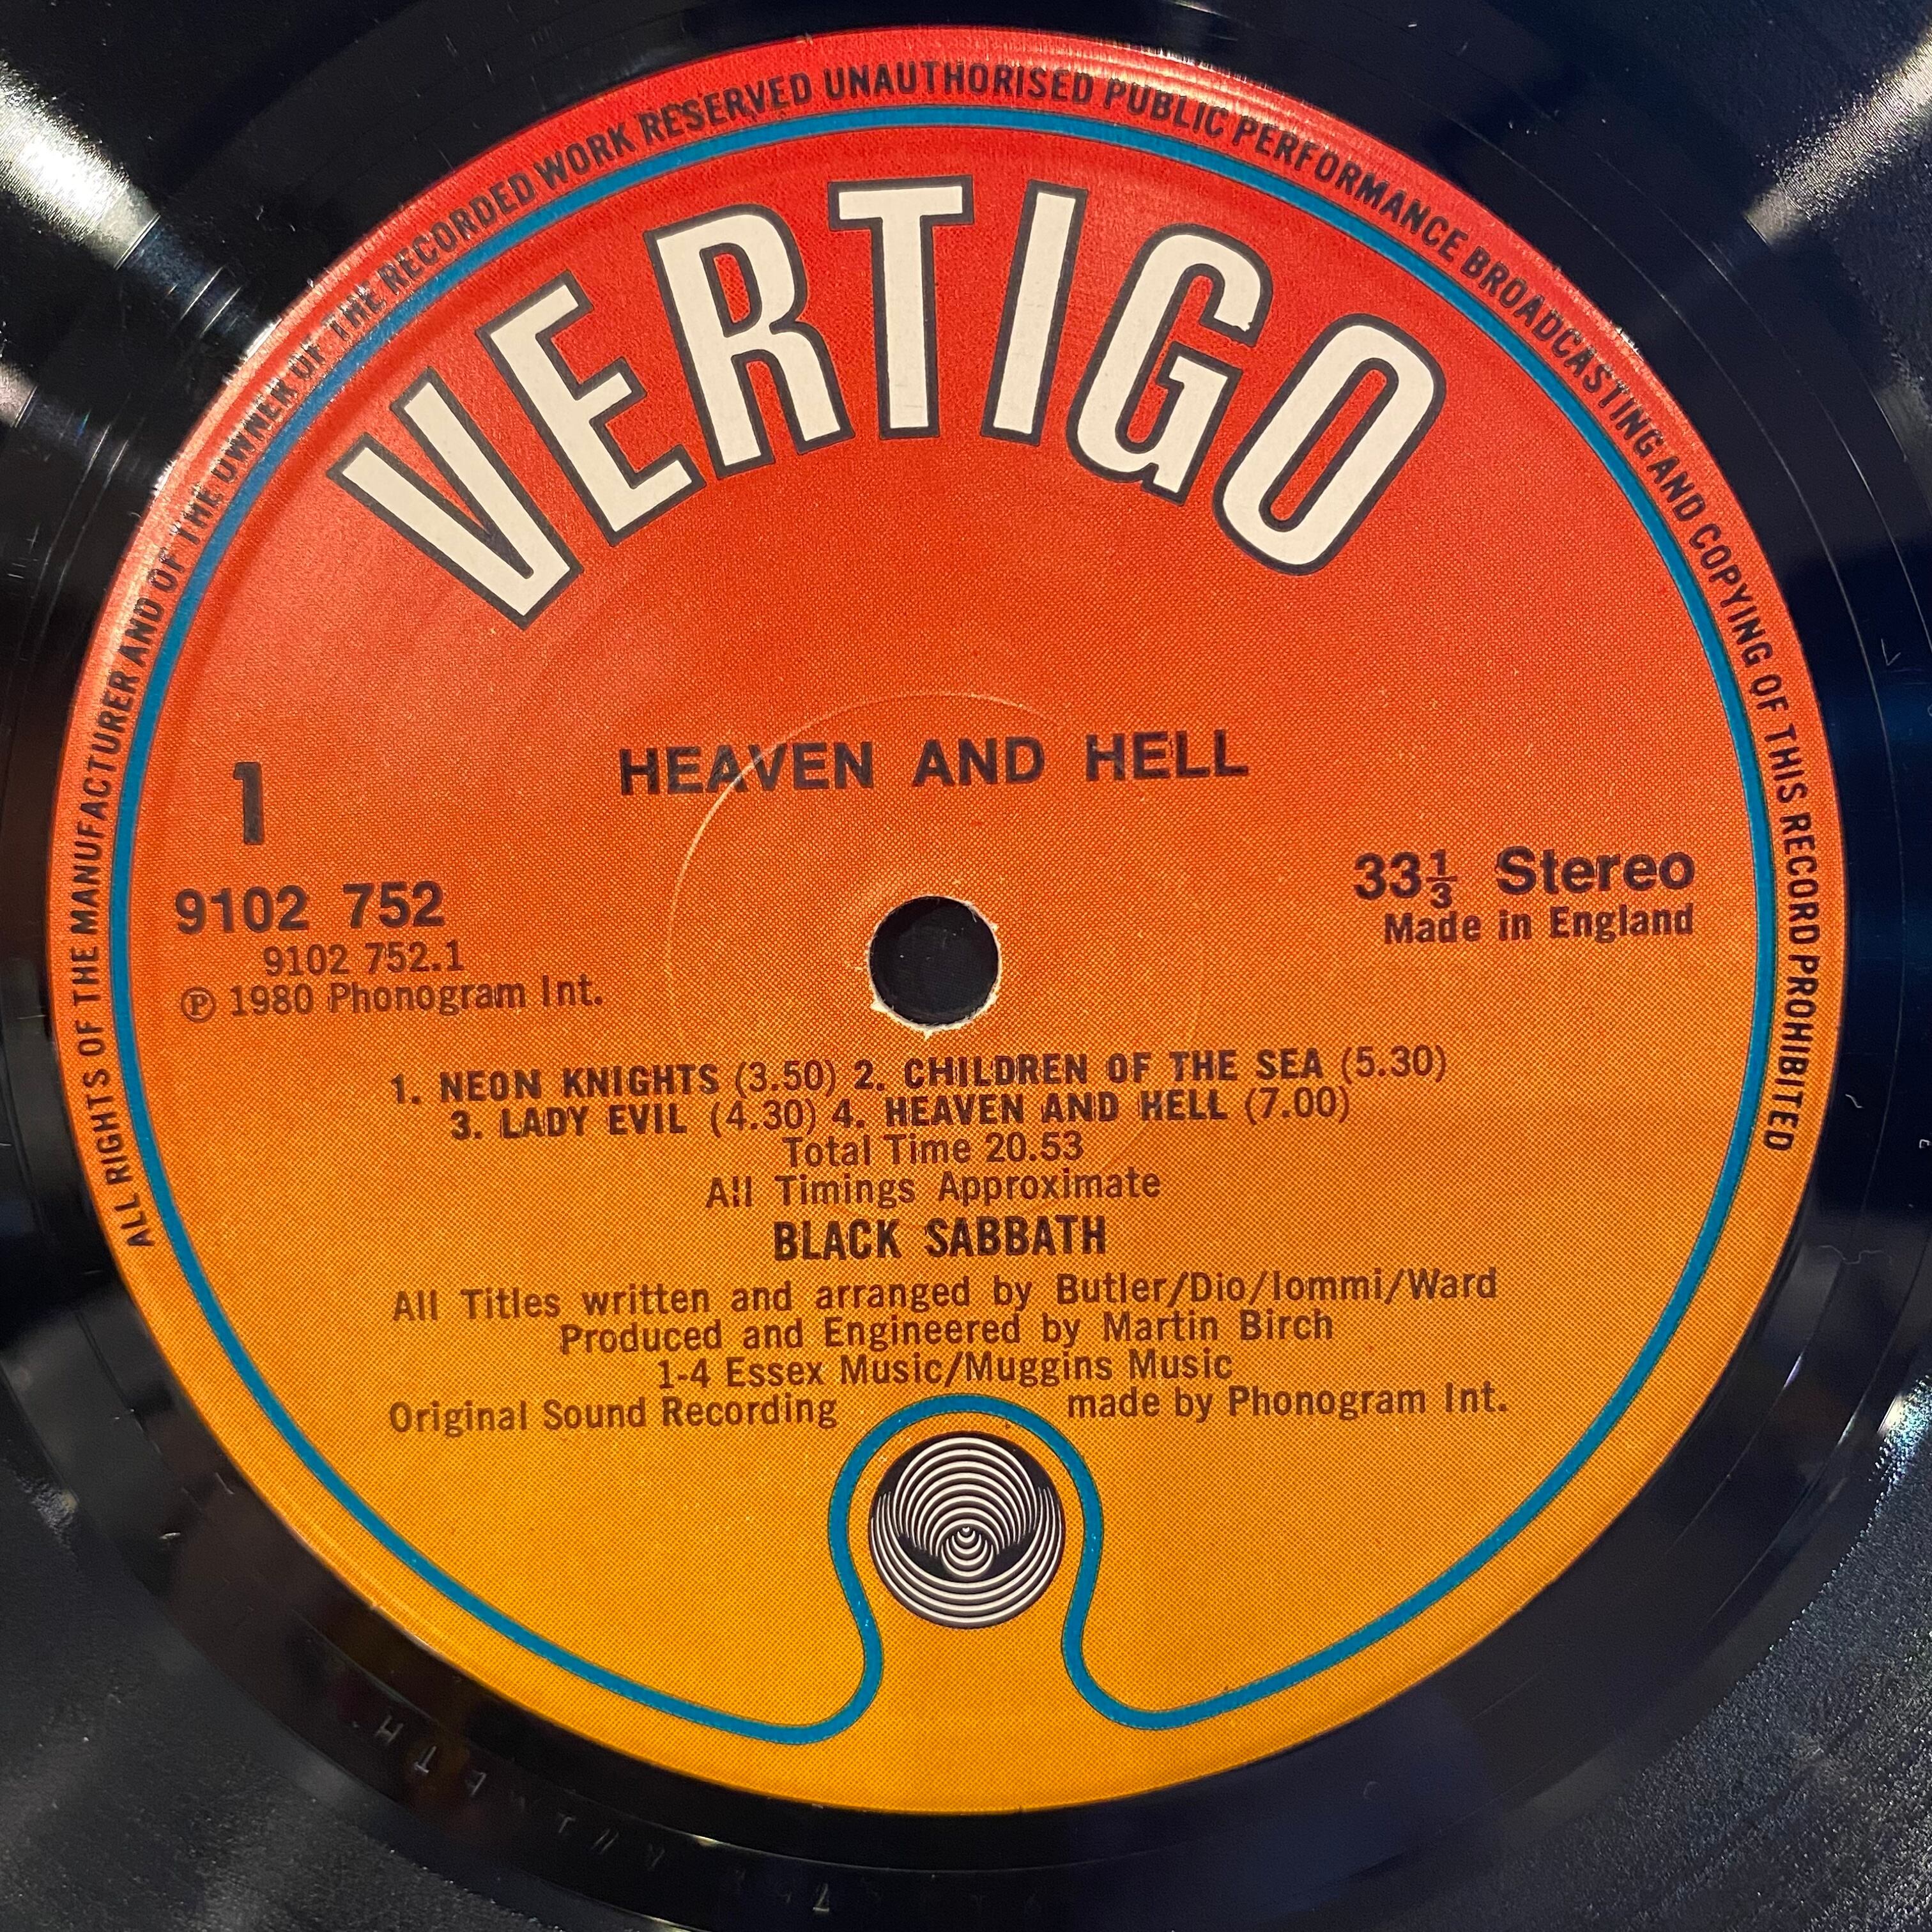 ALL RIGHTS OF THE MANUFACTURER AND OF THE OWNER OF THE RECORDED WORK RESERVED UNAUTHORISED PUBLIC PERFORMANCE BROADCASTING AND COPYING OF THIS RECORD PROHIBITED
VERTIGO
HEAVEN AND HELL
1
9102 752
9102 752.1
℗ 1980 Phonogram Int.
33⅓ Stereo
Made in England
1. NEON KNIGHTS (3.50) 2. CHILDREN OF THE SEA (5.30)
3. LADY EVIL (4.30) 4. HEAVEN AND HELL (7.00)
Total Time 20.53
All Timings Approximate
BLACK SABBATH
All Titles written and arranged by Butler/Dio/Iommi/Ward
Produced and Engineered by Martin Birch
1-4 Essex Music/Muggins Music
Original Sound Recording made by Phonogram Int.